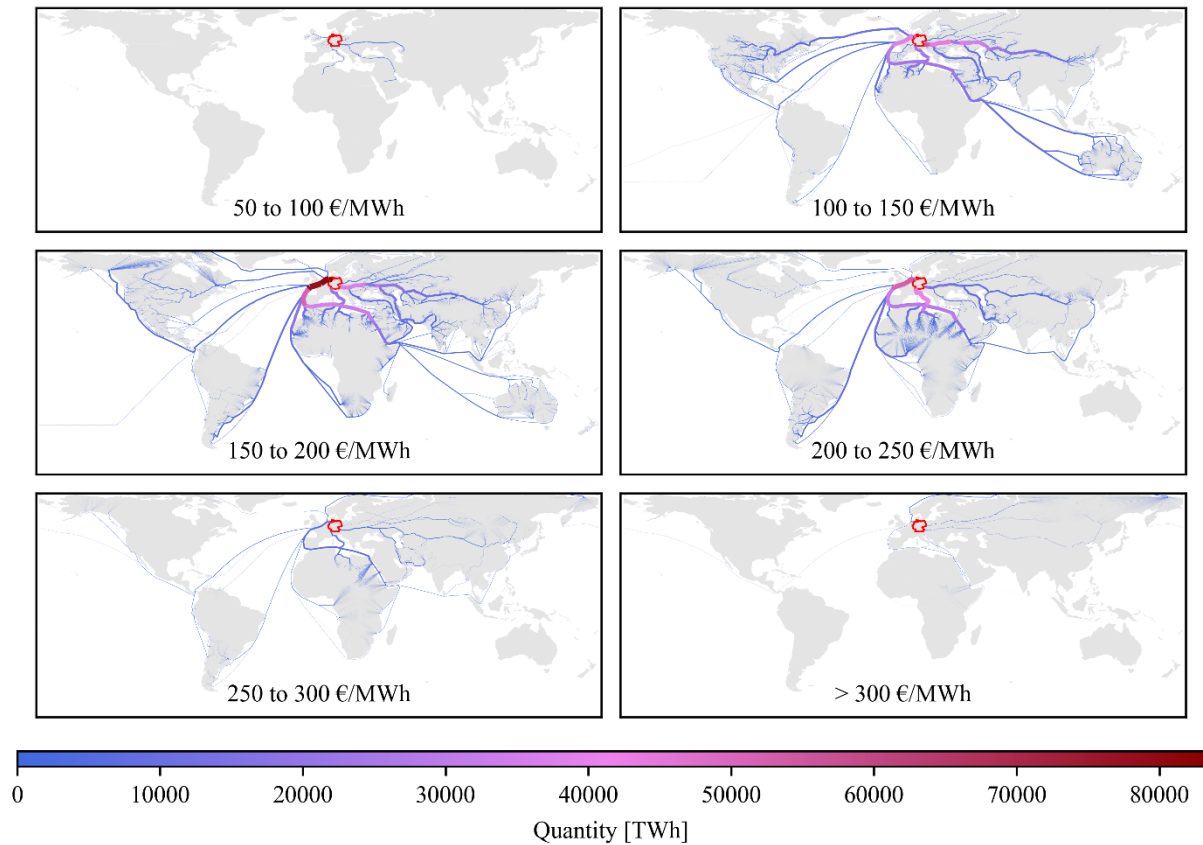 50 to 100 €/MWh
100 to 150 €/MWh
150 to 200 €/MWh
200 to 250 €/MWh
250 to 300 €/MWh
> 300 €/MWh
0 10000 20000 30000 40000 50000 60000 70000 80000
Quantity [TWh]